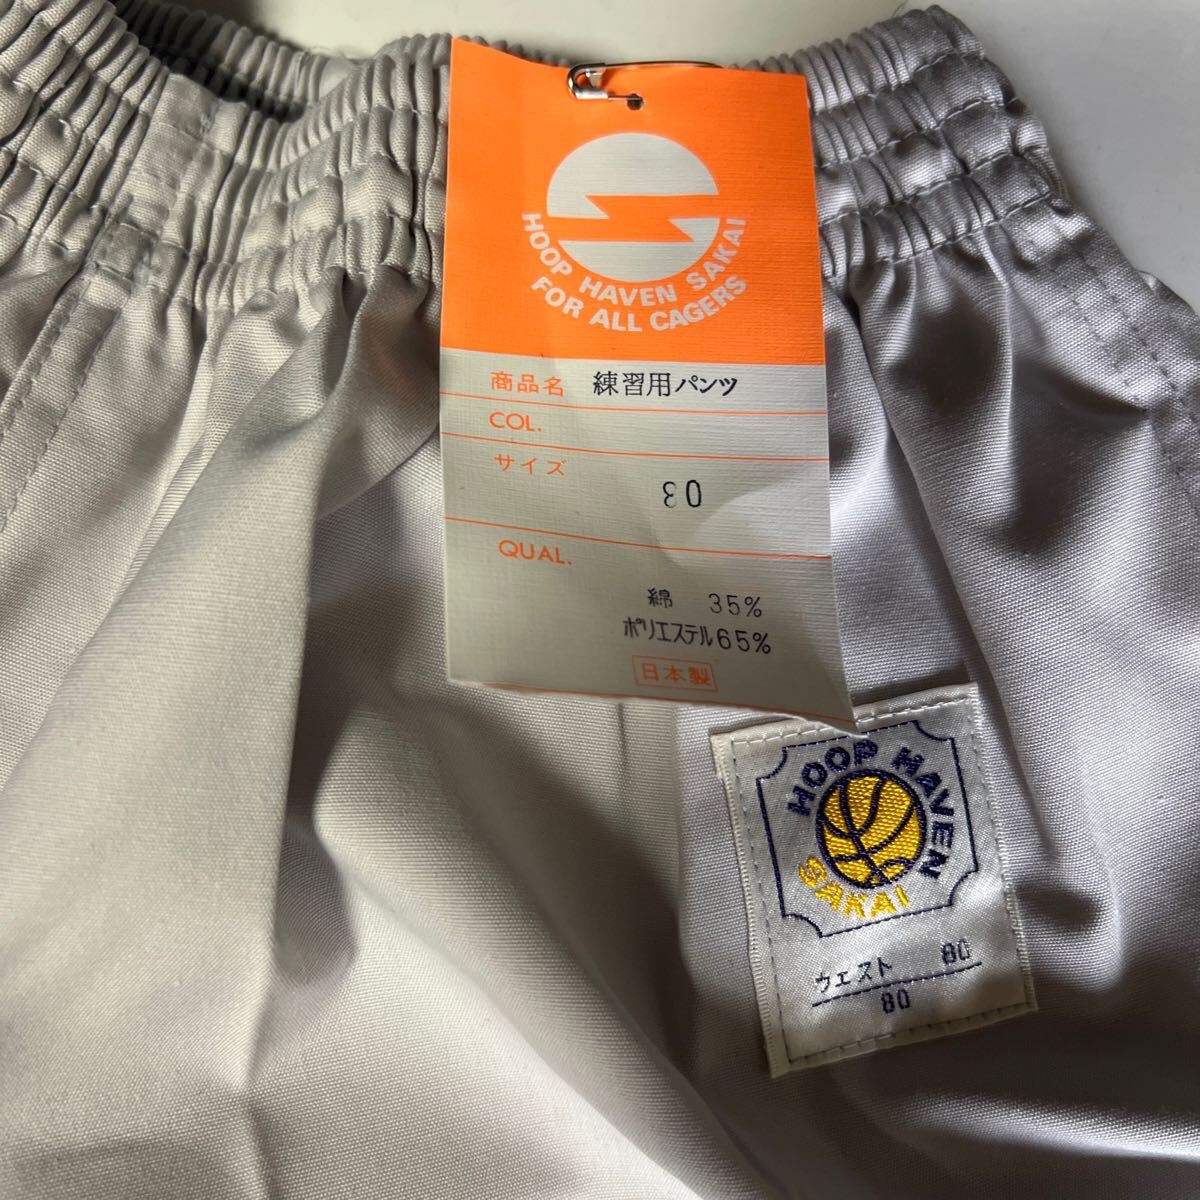 HOOP HAVEN SAKAI
FOR ALL CAGERS
商品名 練習用パンツ
COL.
サイズ
80
QUAL.
綿 35%
ポリエステル65%
日本製
HOOP HAVEN
SAKAI
ウェスト 80
80